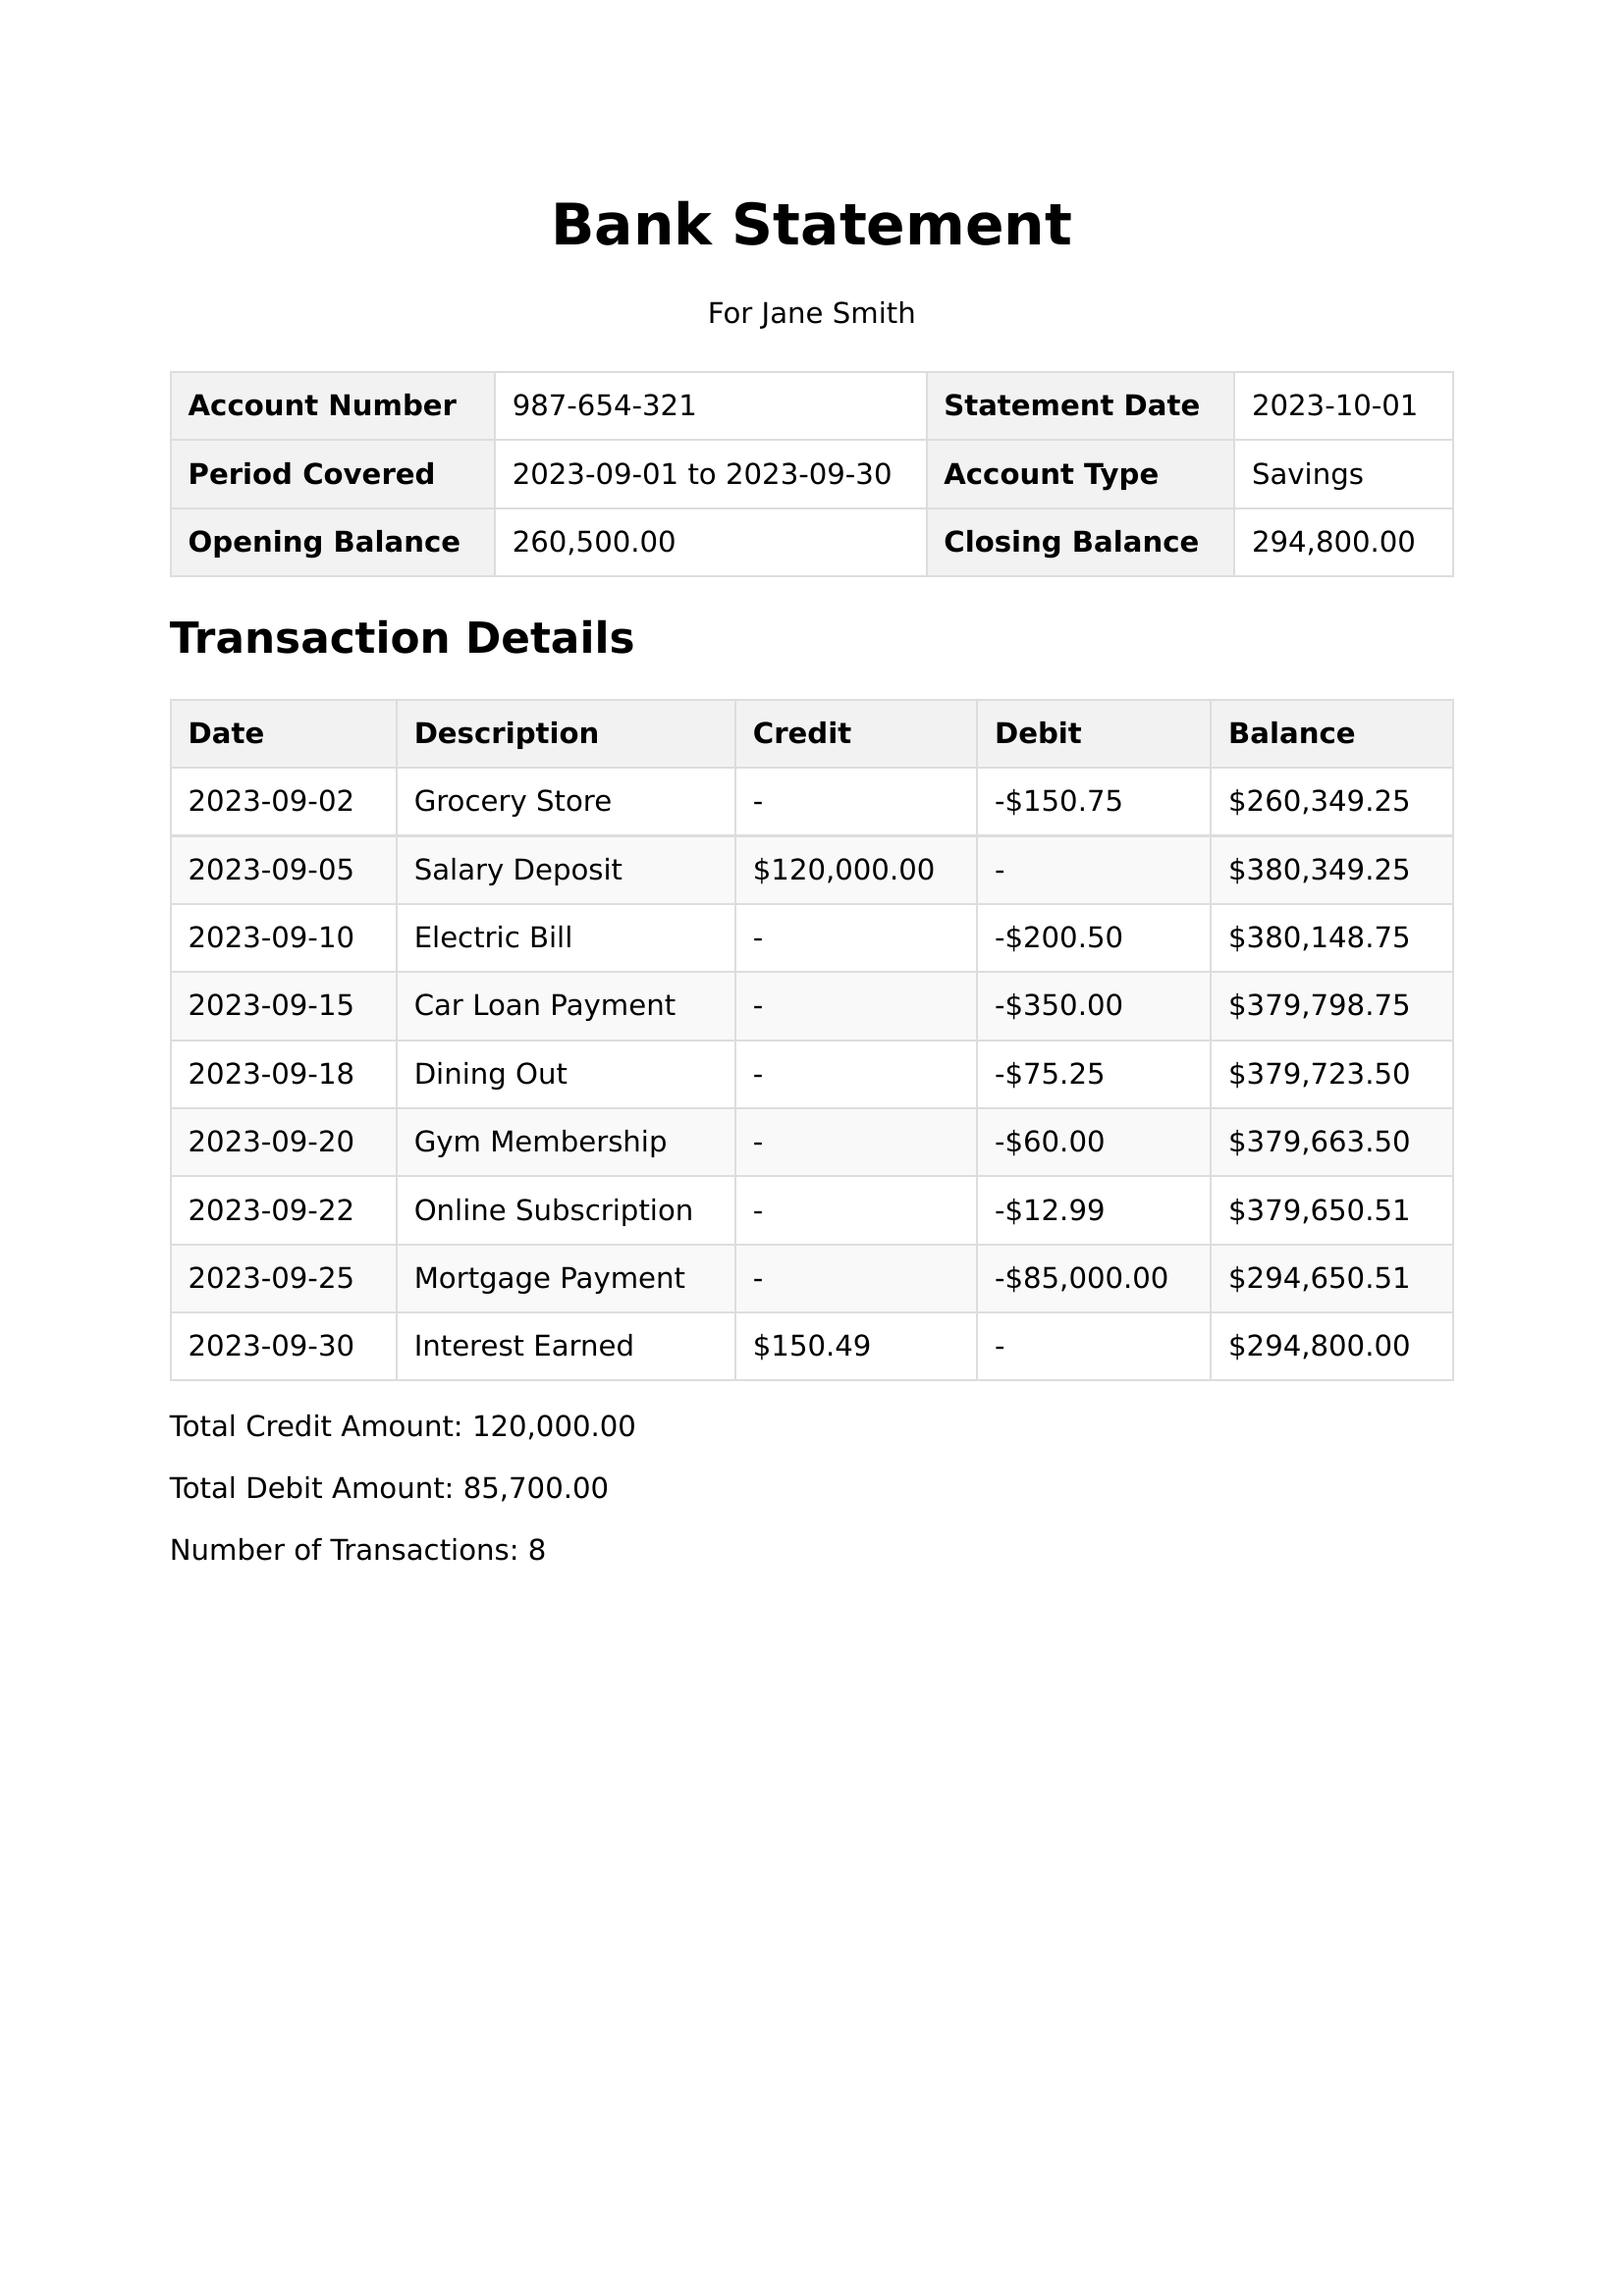 Bank Statement
For Jane Smith
Account Number 987-654-321 Statement Date 2023-10-01
Period Covered 2023-09-01 to 2023-09-30 Account Type Savings
Opening Balance 260,500.00 Closing Balance 294,800.00
Transaction Details
Date Description Credit Debit Balance
2023-09-02 Grocery Store - -$150.75 $260,349.25
2023-09-05 Salary Deposit $120,000.00 - $380,349.25
2023-09-10 Electric Bill - -$200.50 $380,148.75
2023-09-15 Car Loan Payment - -$350.00 $379,798.75
2023-09-18 Dining Out - -$75.25 $379,723.50
2023-09-20 Gym Membership - -$60.00 $379,663.50
2023-09-22 Online Subscription - -$12.99 $379,650.51
2023-09-25 Mortgage Payment - -$85,000.00 $294,650.51
2023-09-30 Interest Earned $150.49 - $294,800.00
Total Credit Amount: 120,000.00
Total Debit Amount: 85,700.00
Number of Transactions: 8